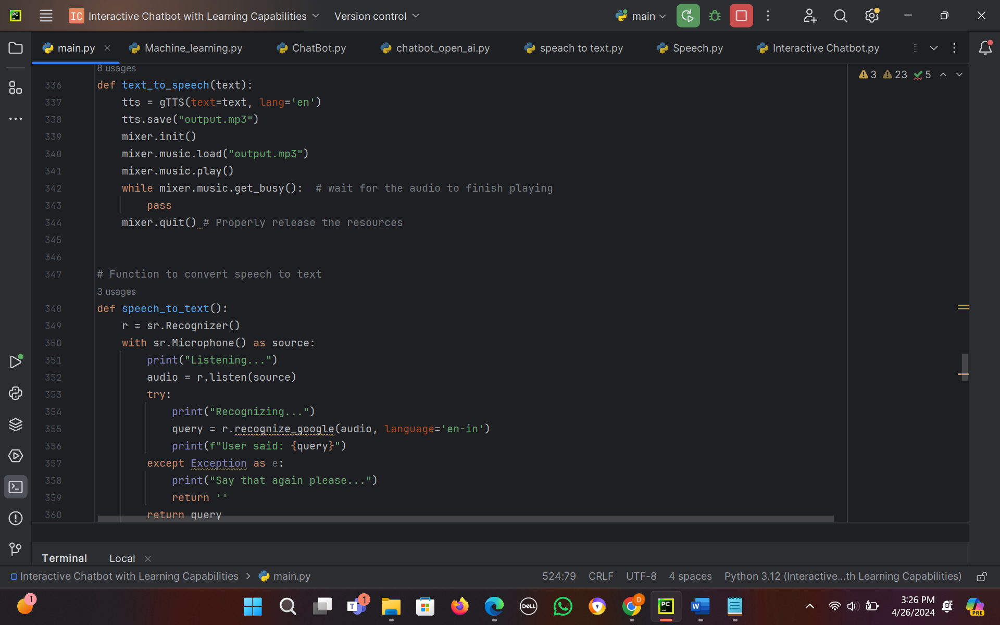 PC
IC Interactive Chatbot with Learning Capabilities Version control main
main.py Machine_learning.py ChatBot.py chatbot_open_ai.py speach to text.py Speech.py Interactive Chatbot.py
3 23 5
8 usages
336 def text_to_speech(text):
337 tts = gTTS(text=text, lang='en')
338 tts.save("output.mp3")
339 mixer.init()
340 mixer.music.load("output.mp3")
341 mixer.music.play()
342 while mixer.music.get_busy():  # wait for the audio to finish playing
343 pass
344 mixer.quit() # Properly release the resources
345
346
347 # Function to convert speech to text
3 usages
348 def speech_to_text():
349 r = sr.Recognizer()
350 with sr.Microphone() as source:
351 print("Listening...")
352 audio = r.listen(source)
353 try:
354 print("Recognizing...")
355 query = r.recognize_google(audio, language='en-in')
356 print(f"User said: {query}")
357 except Exception as e:
358 print("Say that again please...")
359 return ''
360 return query
Terminal Local
Interactive Chatbot with Learning Capabilities > main.py 524:79 CRLF UTF-8 4 spaces Python 3.12 (Interactive...th Learning Capabilities)
1 T 1 DELL D PC W 3:26 PM PRE
4/26/2024